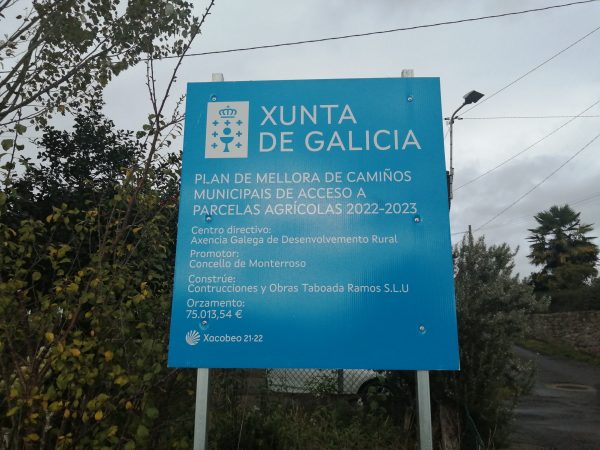 XUNTA
DE GALICIA
PLAN DE MELLORA DE CAMIÑOS
MUNICIPAIS DE ACCESO A
PARCELAS AGRÍCOLAS 2022-2023
Centro directivo:
Axencia Galega de Desenvolvemento Rural
Promotor:
Concello de Monterroso
Constrúe:
Contrucciones y Obras Taboada Ramos S.L.U
Orzamento:
75.013,54 €
Xacobeo 21·22